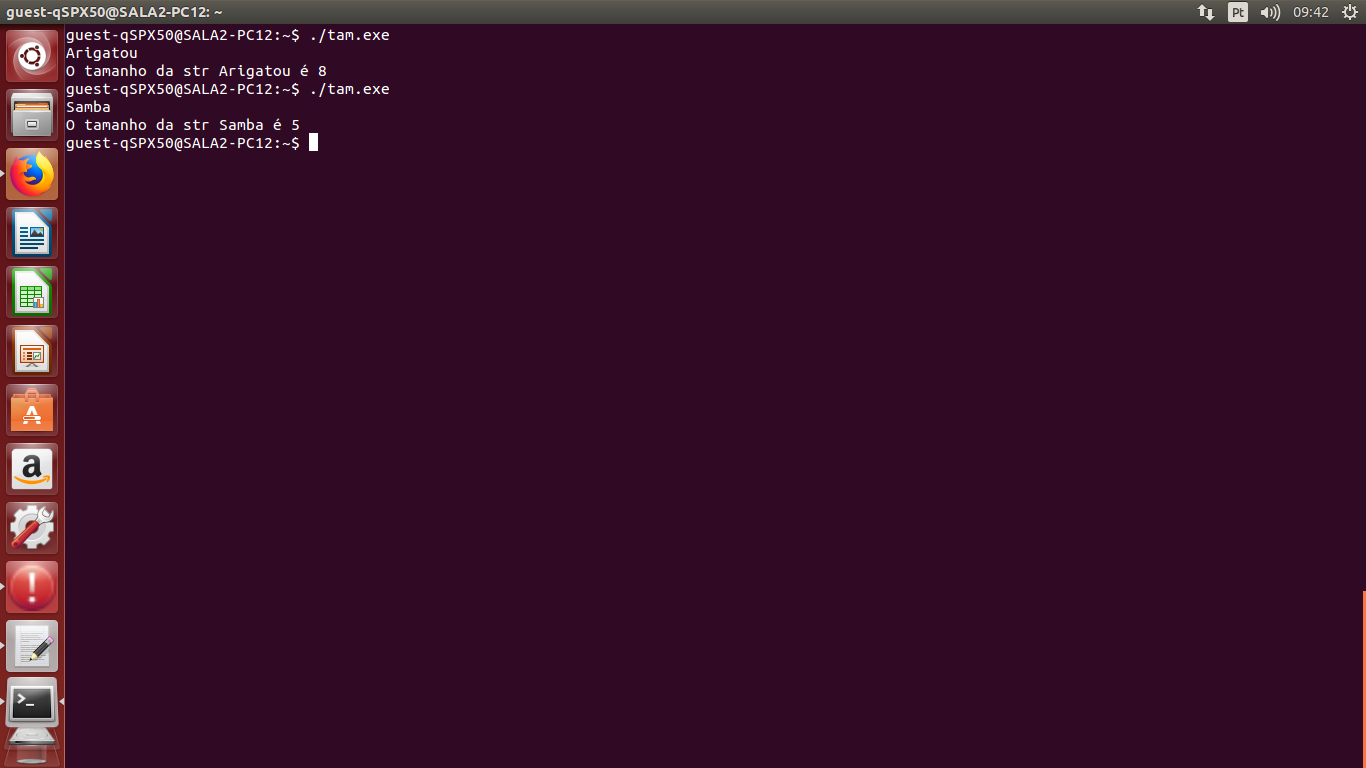 guest-qSPX50@SALA2-PC12: ~
Pt
09:42
guest-qSPX50@SALA2-PC12:~$ ./tam.exe
Arigatou
O tamanho da str Arigatou é 8
guest-qSPX50@SALA2-PC12:~$ ./tam.exe
Samba
O tamanho da str Samba é 5
guest-qSPX50@SALA2-PC12:~$
A
a
!
>_